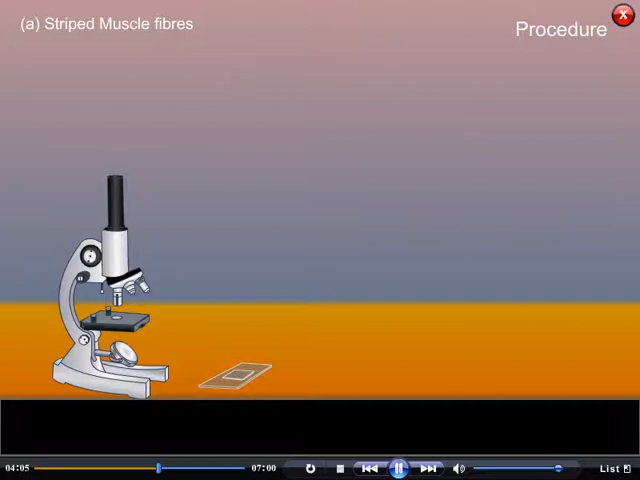 (a) Striped Muscle fibres
Procedure
X
04:05
07:00
List